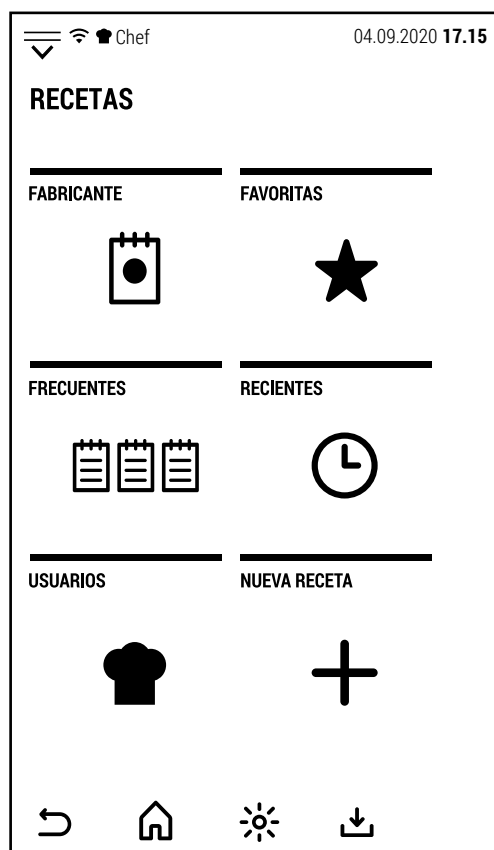 Chef 04.09.2020 17.15
RECETAS
FABRICANTE FAVORITAS
FRECUENTES RECIENTES
USUARIOS NUEVA RECETA